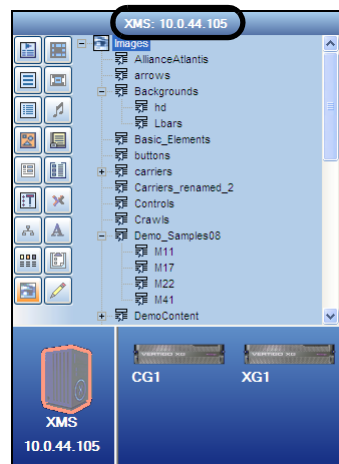 XMS: 10.0.44.105
Images
AllianceAtlantis
arrows
Backgrounds
hd
Lbars
Basic_Elements
buttons
carriers
Carriers_renamed_2
Controls
Crawls
Demo_Samples08
M11
M17
M22
M41
DemoContent
CG1
XG1
XMS
10.0.44.105